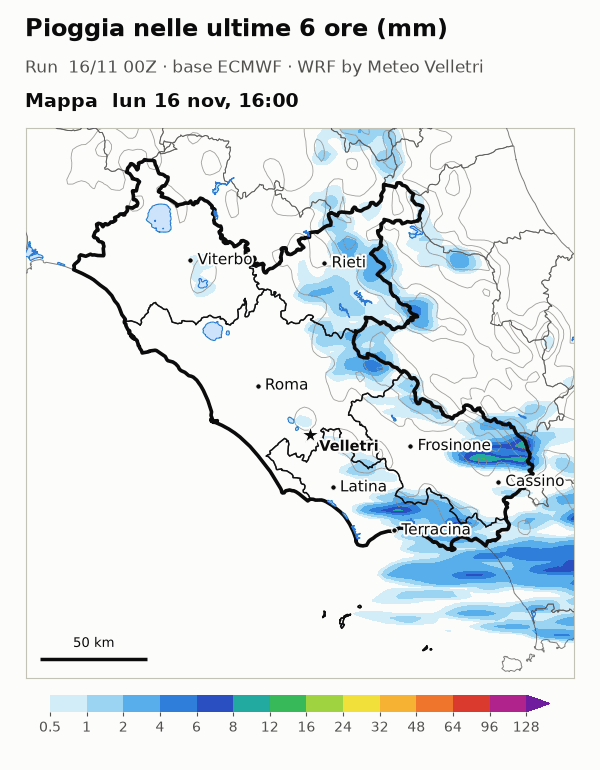 Pioggia nelle ultime 6 ore (mm)
Run  16/11 00Z · base ECMWF · WRF by Meteo Velletri
Mappa  lun 16 nov, 16:00
Viterbo
Rieti
Roma
Velletri
Frosinone
Latina
Cassino
Terracina
50 km
0.5 1 2 4 6 8 12 16 24 32 48 64 96 128